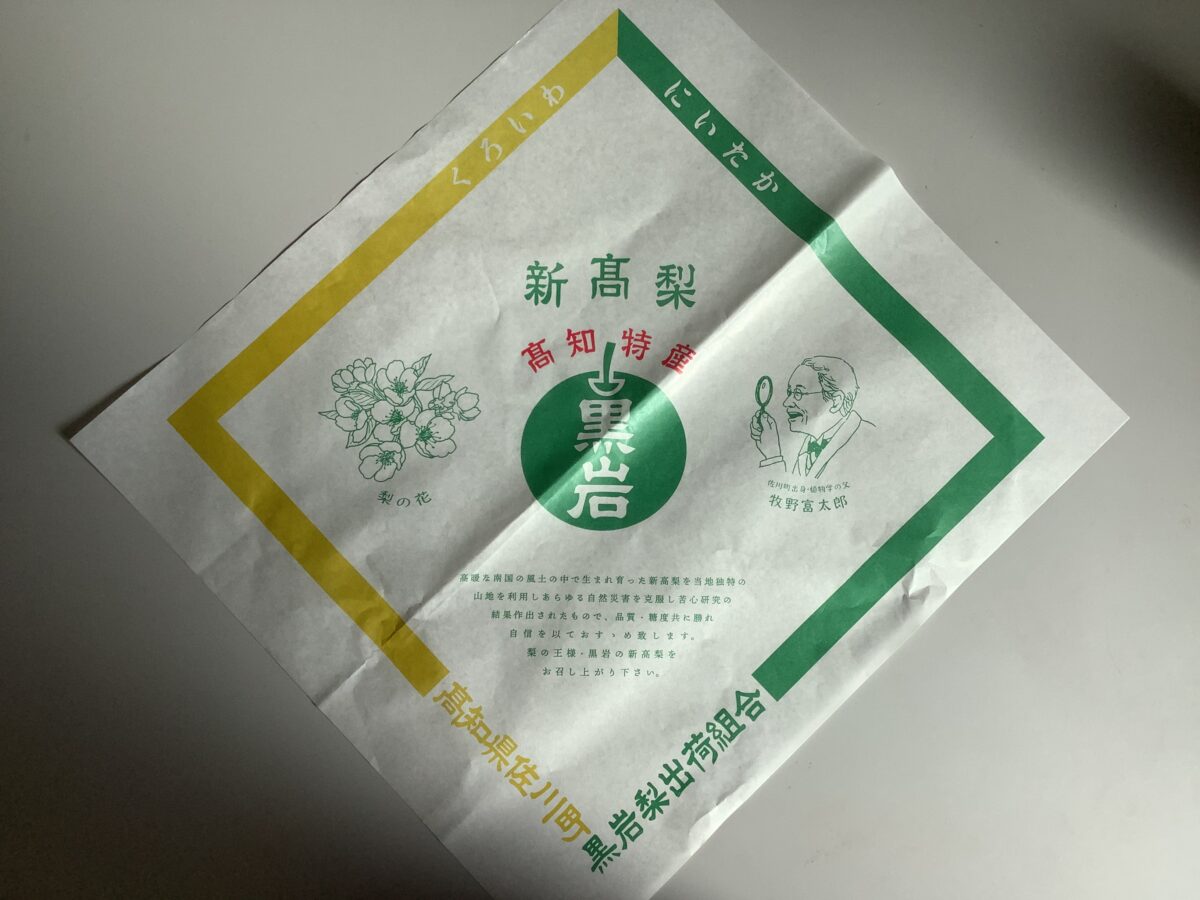 くろいわ
にいたか
新髙梨
髙知特産
黒岩
梨の花
佐川町出身・植物学の父
牧野富太郎
高暖な南国の風土の中で生まれ育った新高梨を当地独特の
山地を利用しあらゆる自然災害を克服し苦心研究の
結果作出されたもので、品質・糖度共に勝れ
自信を以ておすゝめ致します。
梨の王様・黒岩の新高梨を
お召し上がり下さい。
髙知県佐川町
黒岩梨出荷組合